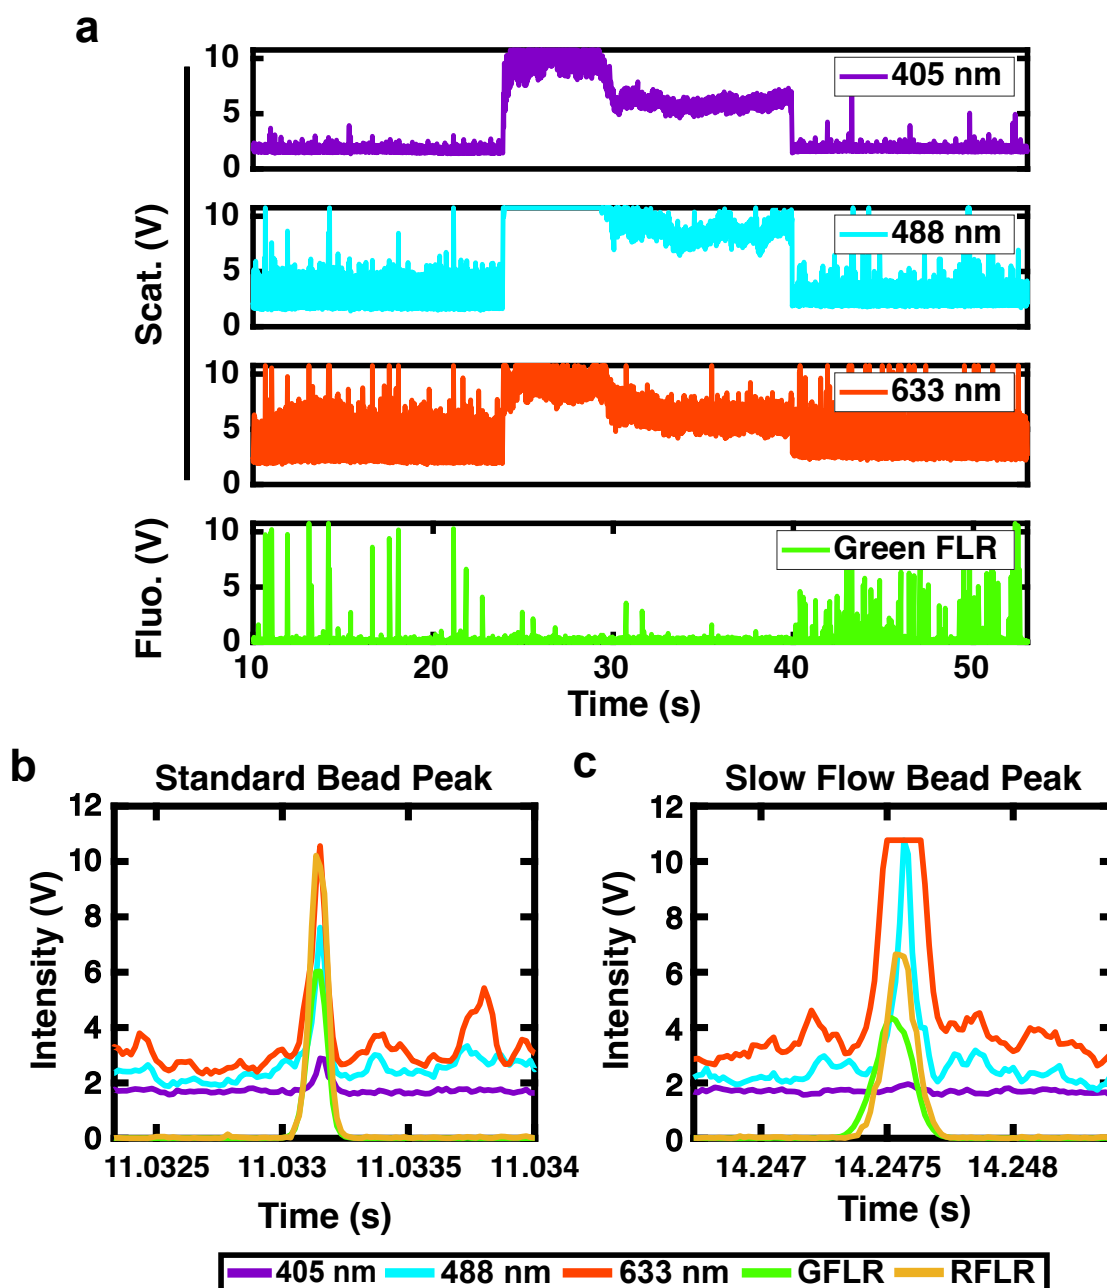 a
Scat. (V)
10
5
0
405 nm
10
5
0
488 nm
10
5
0
633 nm
Fluo. (V)
10
5
0
Green FLR
10 20 30 40 50
Time (s)
b
Standard Bead Peak
Intensity (V)
12
10
8
6
4
2
0
11.0325 11.033 11.0335 11.034
Time (s)
c
Slow Flow Bead Peak
Intensity (V)
12
10
8
6
4
2
0
14.247 14.2475 14.248
Time (s)
405 nm 488 nm 633 nm GFLR RFLR